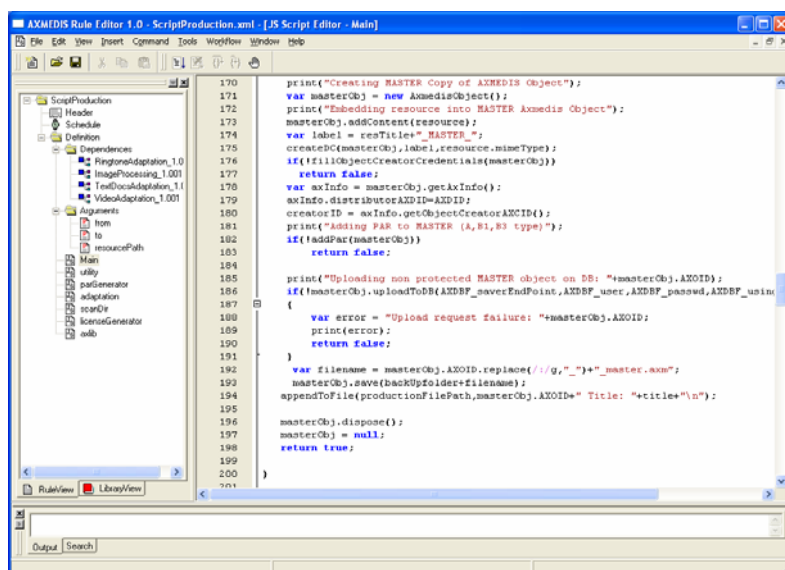 AXMEDIS Rule Editor 1.0 - ScriptProduction.xml - [JS Script Editor - Main]
File Edit View Insert Command Tools Workflow Window Help
ScriptProduction
Header
Schedule
Definition
Dependences
RingtoneAdaptation_1.0
ImageProcessing_1.001
TextDocsAdaptation_1.(
VideoAdaptation_1.001
Arguments
from
to
resourcePath
Main
utility
parGenerator
adaptation
scanDir
licenseGenerator
axlib
RuleView LibraryView
170 print("Creating MASTER Copy of AXMEDIS Object");
171 var masterObj = new AxmedisObject();
172 print("Embedding resource into MASTER Axmedis Object");
173 masterObj.addContent(resource);
174 var label = resTitle+"_MASTER_";
175 createDC(masterObj,label,resource.mimeType);
176 if(!fillObjectCreatorCredentials(masterObj))
177 return false;
178 var axInfo = masterObj.getAxInfo();
179 axInfo.distributorAXDID=AXDID;
180 creatorID = axInfo.getObjectCreatorAXCID();
181 print("Adding PAR to MASTER (A,B1,B3 type)");
182 if(!addPar(masterObj))
183 return false;
184
185 print("Uploading non protected MASTER object on DB: "+masterObj.AXOID);
186 if(!masterObj.uploadToDB(AXDBF_saverEndPoint,AXDBF_user,AXDBF_passwd,AXDBF_using
187 {
188 var error = "Upload request failure: "+masterObj.AXOID;
189 print(error);
190 return false;
191 }
192 var filename = masterObj.AXOID.replace(/:/g,"_")+"_master.axm";
193 masterObj.save(backUpfolder+filename);
194 appendToFile(productionFilePath,masterObj.AXOID+" Title: "+title+"\n");
195
196 masterObj.dispose();
197 masterObj = null;
198 return true;
199
200 }
201
Output Search